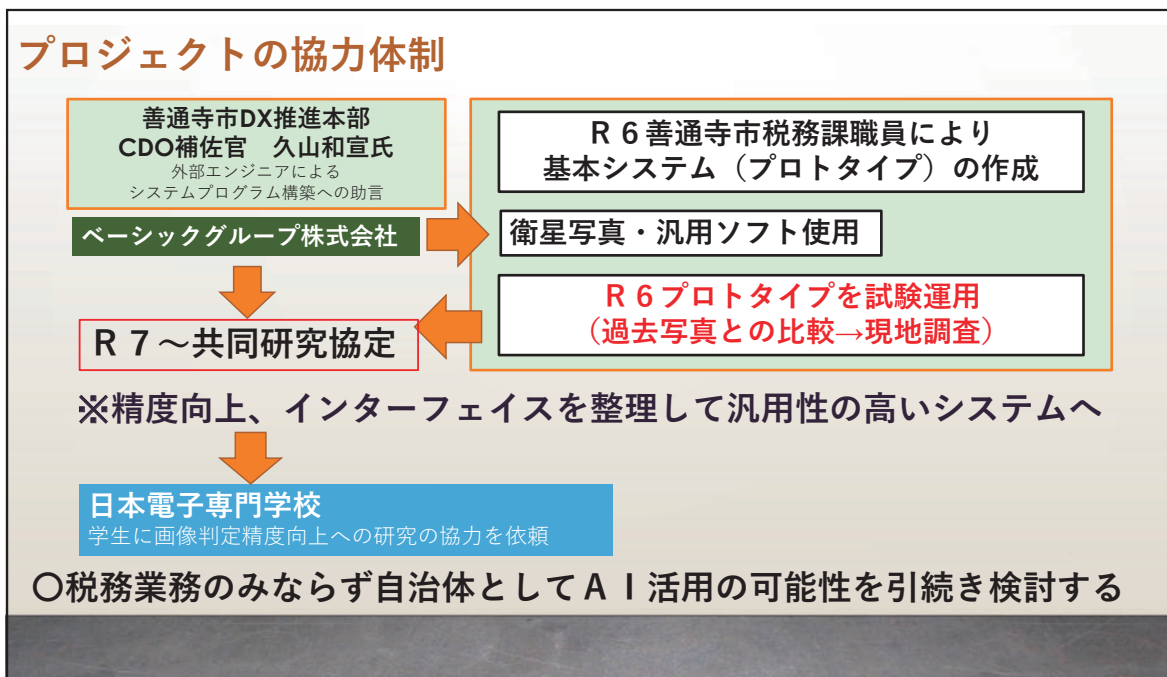 プロジェクトの協力体制
善通寺市DX推進本部
CDO補佐官　久山和宣氏
外部エンジニアによる
システムプログラム構築への助言
ベーシックグループ株式会社
R７～共同研究協定
R６善通寺市税務課職員により
基本システム（プロトタイプ）の作成
衛星写真・汎用ソフト使用
R６プロトタイプを試験運用
（過去写真との比較→現地調査）
※精度向上、インターフェイスを整理して汎用性の高いシステムへ
日本電子専門学校
学生に画像判定精度向上への研究の協力を依頼
〇税務業務のみならず自治体としてＡＩ活用の可能性を引続き検討する